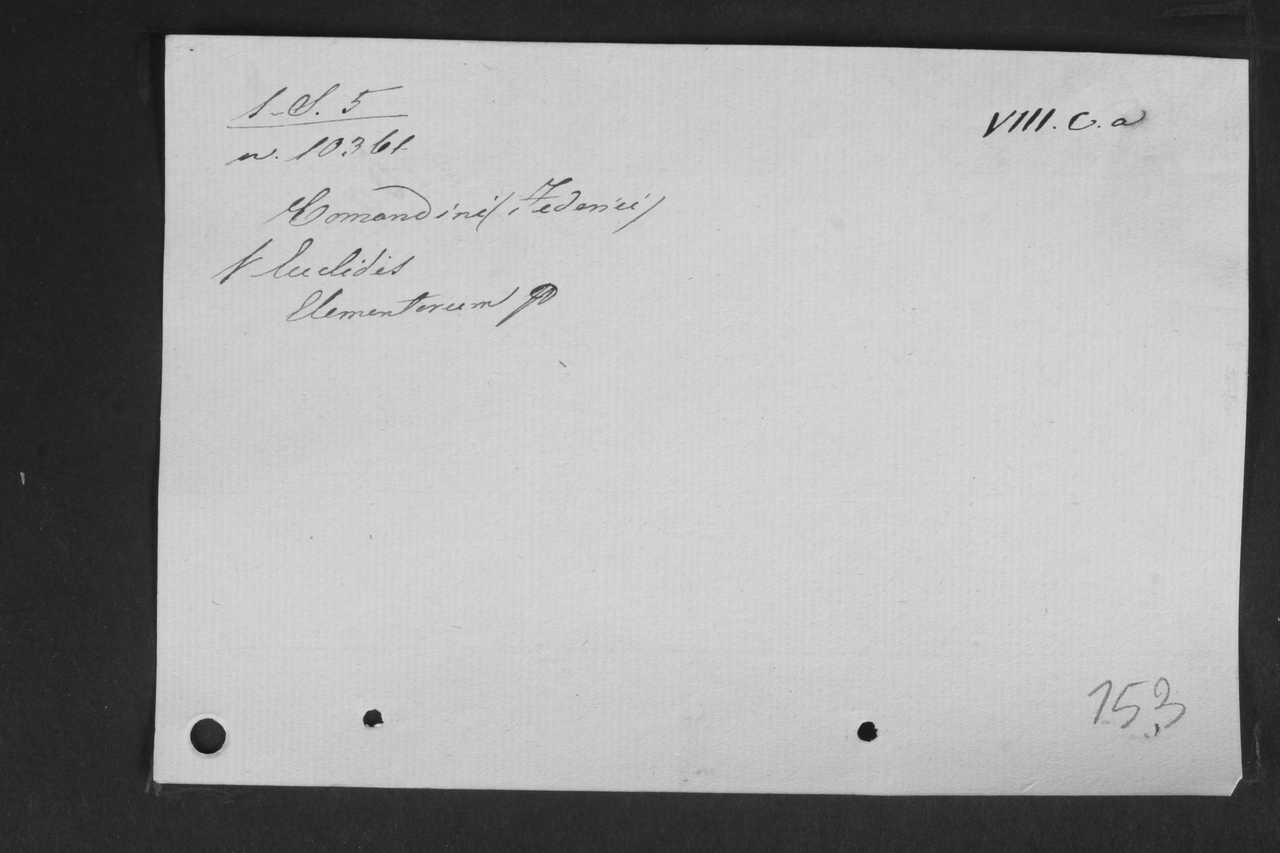 1-S. 5
VIII. C. a
n. 10361
Comandini (Federici)
V Euclidis
Elementorum
153